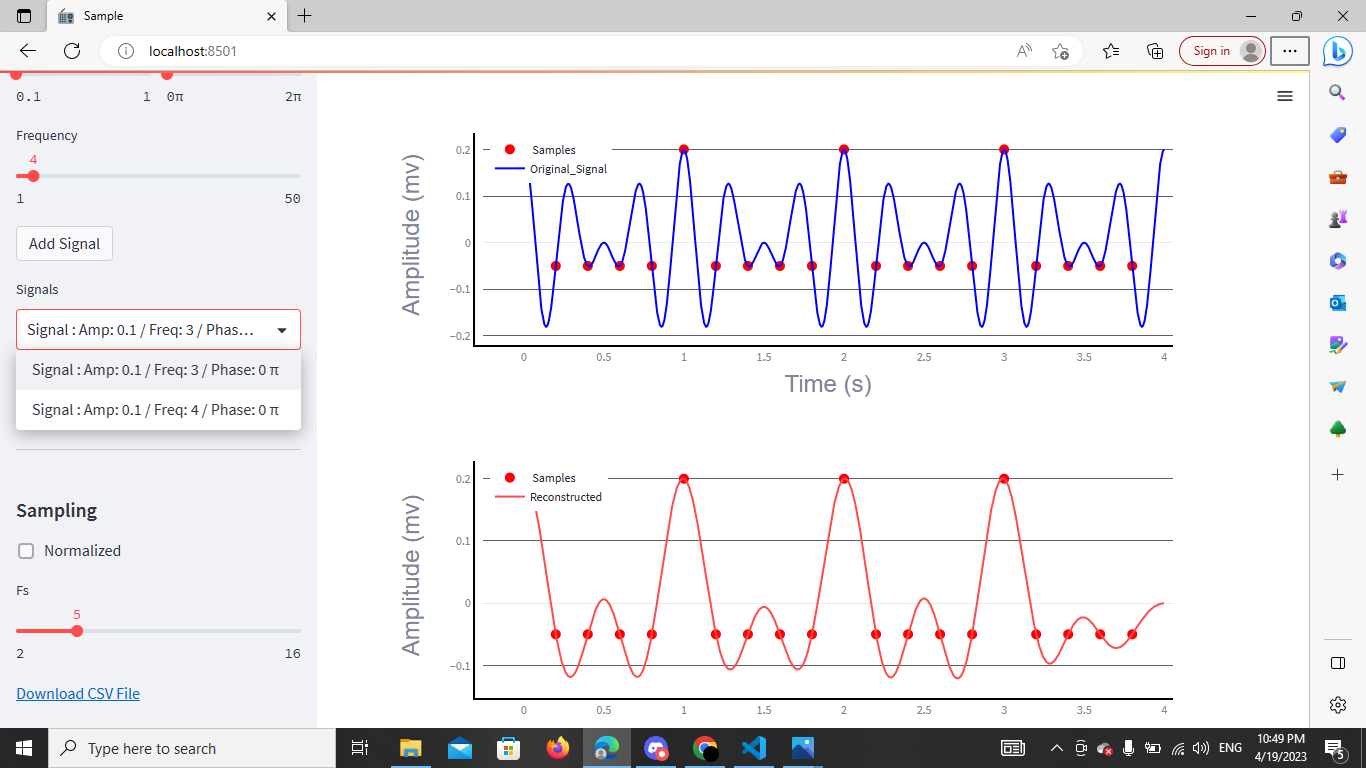 Sample
localhost:8501
Sign in
0.1 1 0π 2π
Frequency
4
1 50
Add Signal
Signals
Signal : Amp: 0.1 / Freq: 3 / Phas...
Signal : Amp: 0.1 / Freq: 3 / Phase: 0 π
Signal : Amp: 0.1 / Freq: 4 / Phase: 0 π
Sampling
Normalized
Fs
5
2 16
Download CSV File
Samples
Original_Signal
Amplitude (mv)
0.2
0.1
0
−0.1
−0.2
0 0.5 1 1.5 2 2.5 3 3.5 4
Time (s)
Samples
Reconstructed
Amplitude (mv)
0.2
0.1
0
−0.1
0 0.5 1 1.5 2 2.5 3 3.5 4
Type here to search
ENG
10:49 PM
4/19/2023
5